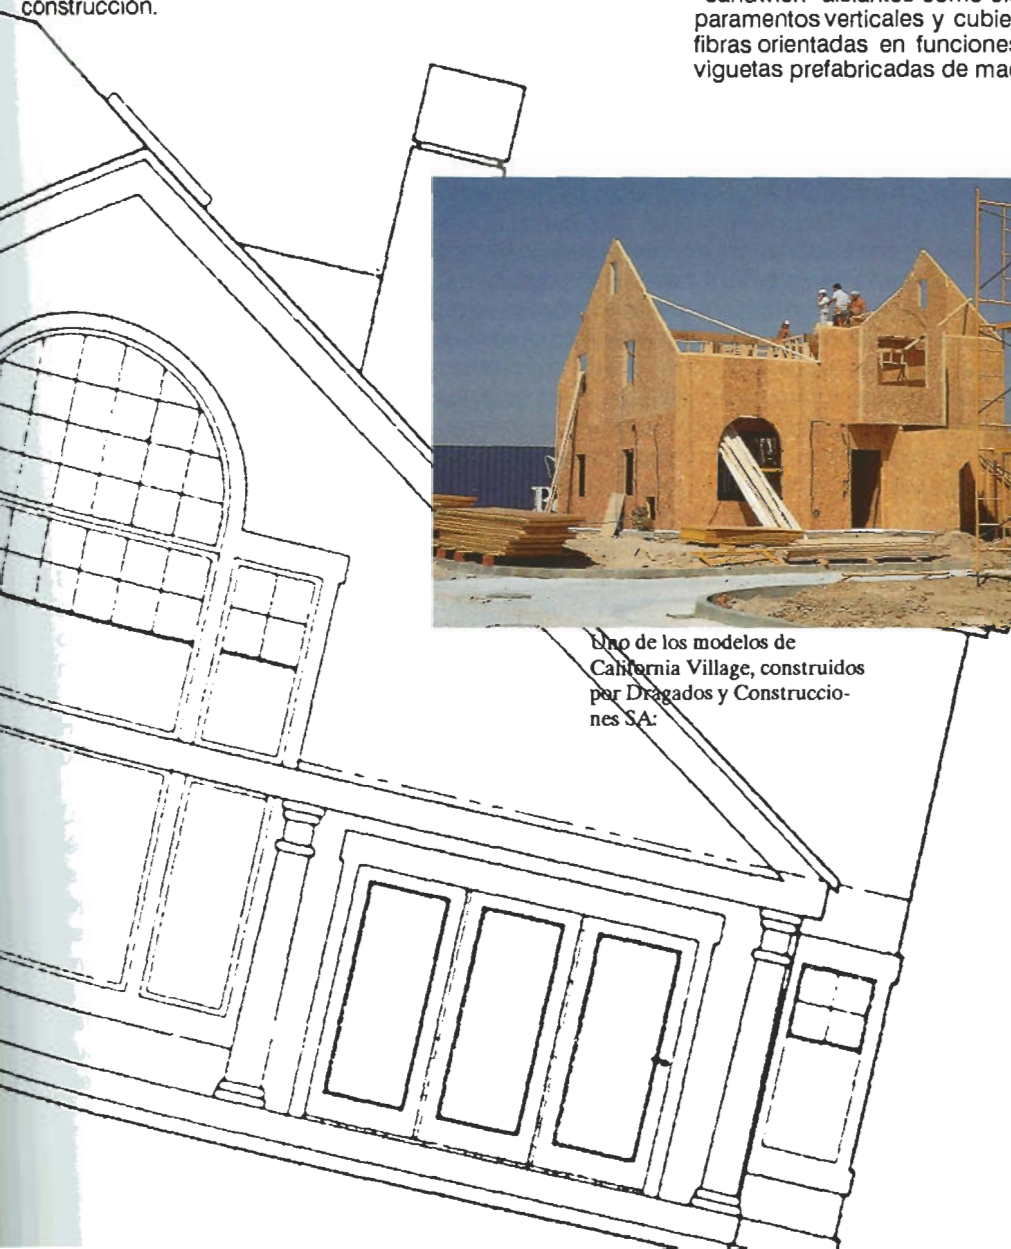 construcción.
paramentos verticales y cubie
fibras orientadas en funciones
viguetas prefabricadas de mad
Uno de los modelos de
California Village, construidos
por Dragados y Construccio-
nes SA: